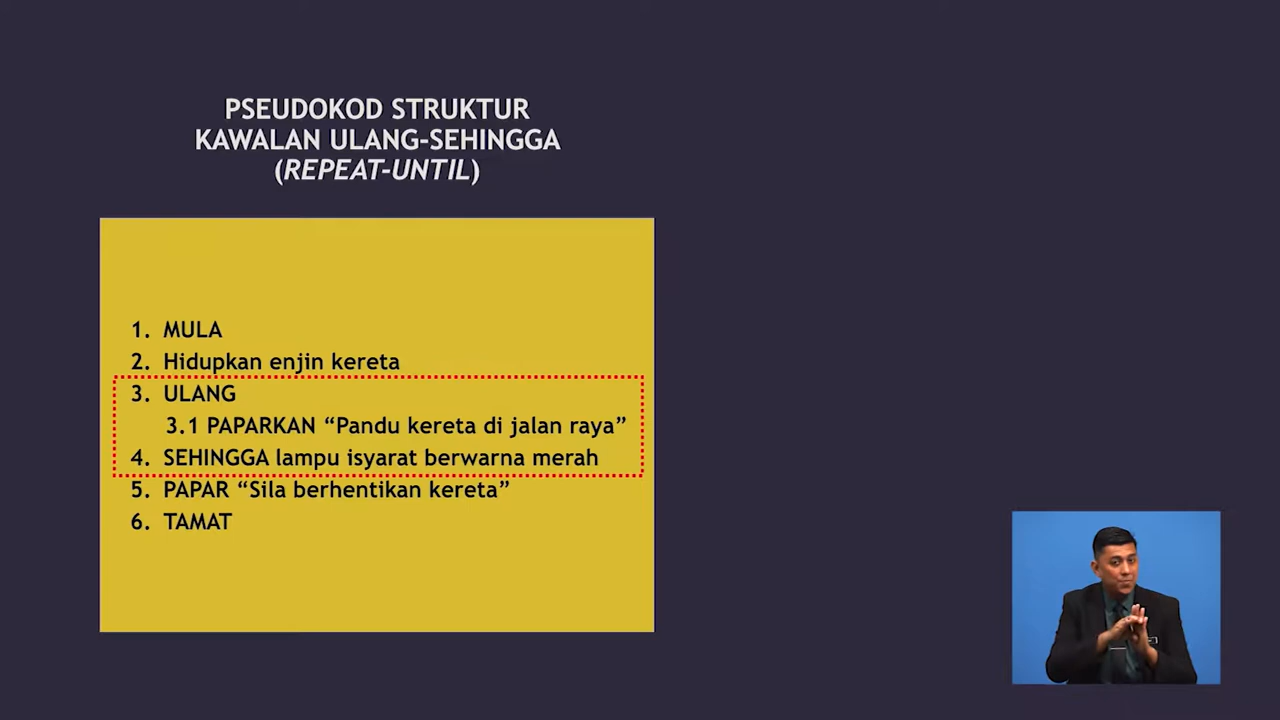 PSEUDOKOD STRUKTUR
KAWALAN ULANG-SEHINGGA
(REPEAT-UNTIL)
1. MULA
2. Hidupkan enjin kereta
3. ULANG
3.1 PAPARKAN “Pandu kereta di jalan raya”
4. SEHINGGA lampu isyarat berwarna merah
5. PAPAR “Sila berhentikan kereta”
6. TAMAT